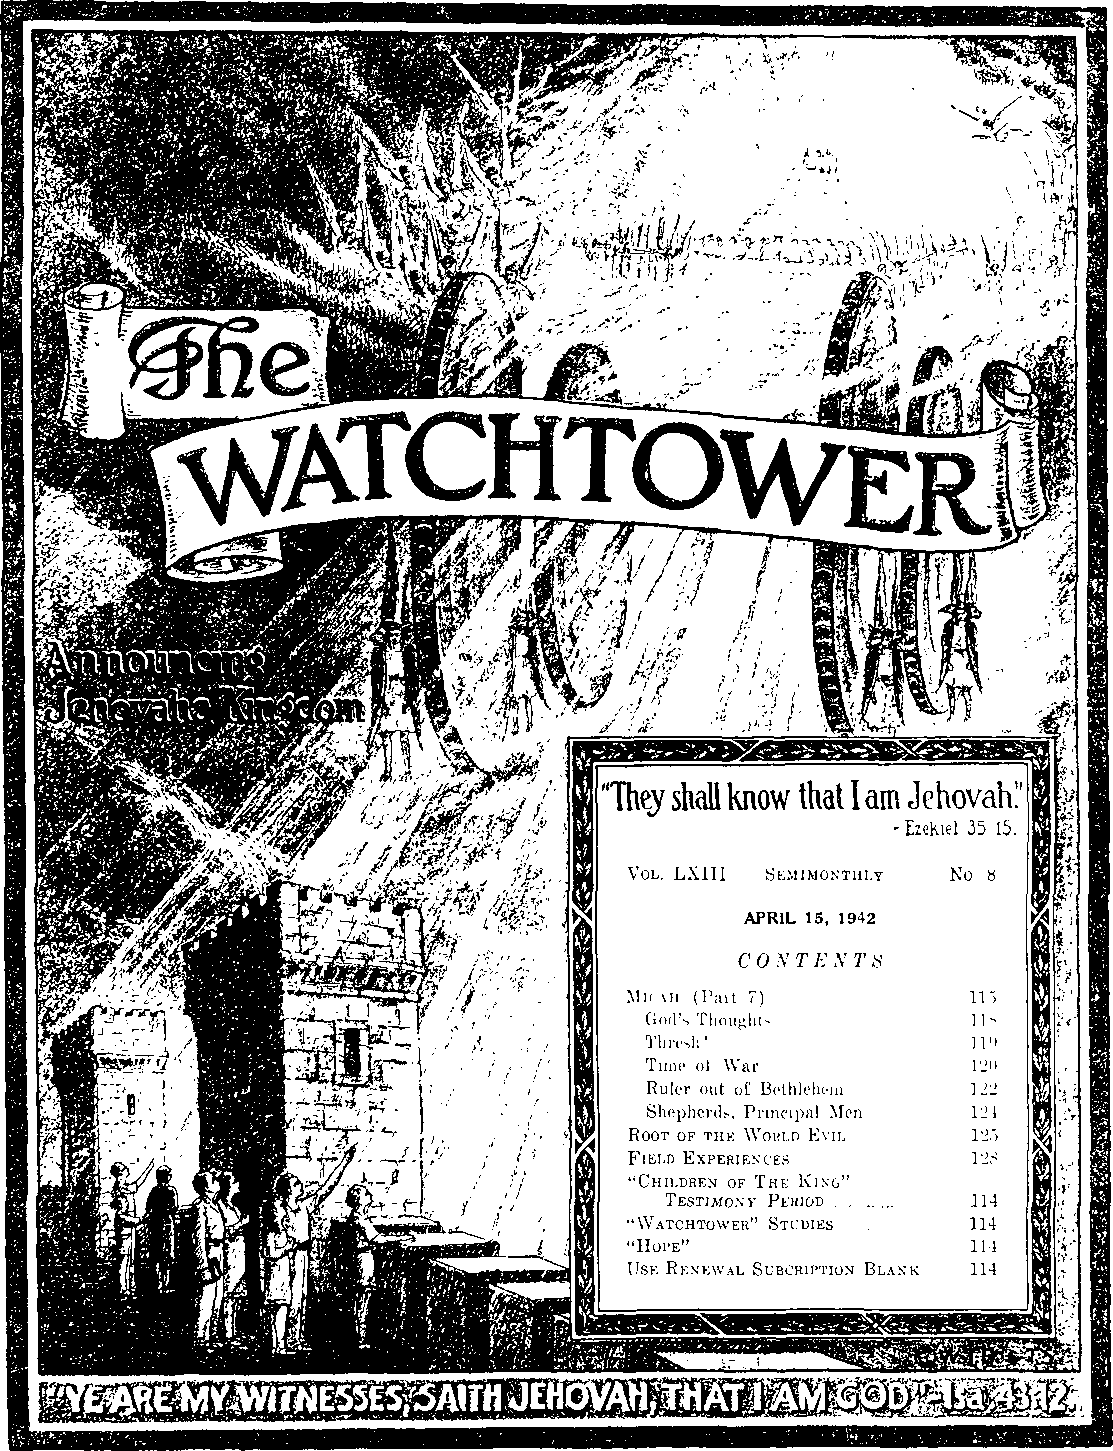 The
WATCHTOWER
Announcing
Jehovah's Kingdom
"They shall know that I am Jehovah."
- Ezekiel 35 15.
VOL. LXIII SEMIMONTHLY No 8
APRIL 15, 1942
CONTENTS
MICAH (Part 7) 115
God's Thoughts 118
Thresh! 119
Time of War 120
Ruler out of Bethlehem 122
Shepherds, Principal Men 124
ROOT OF THE WORLD EVIL 125
FIELD EXPERIENCES 128
"CHILDREN OF THE KING"
TESTIMONY PERIOD 114
"WATCHTOWER" STUDIES 114
"HOPE" 114
USE RENEWAL SUBCRIPTION BLANK 114
"YE ARE MY WITNESSES, SAITH JEHOVAH, THAT I AM GOD."-Isa. 43:12.